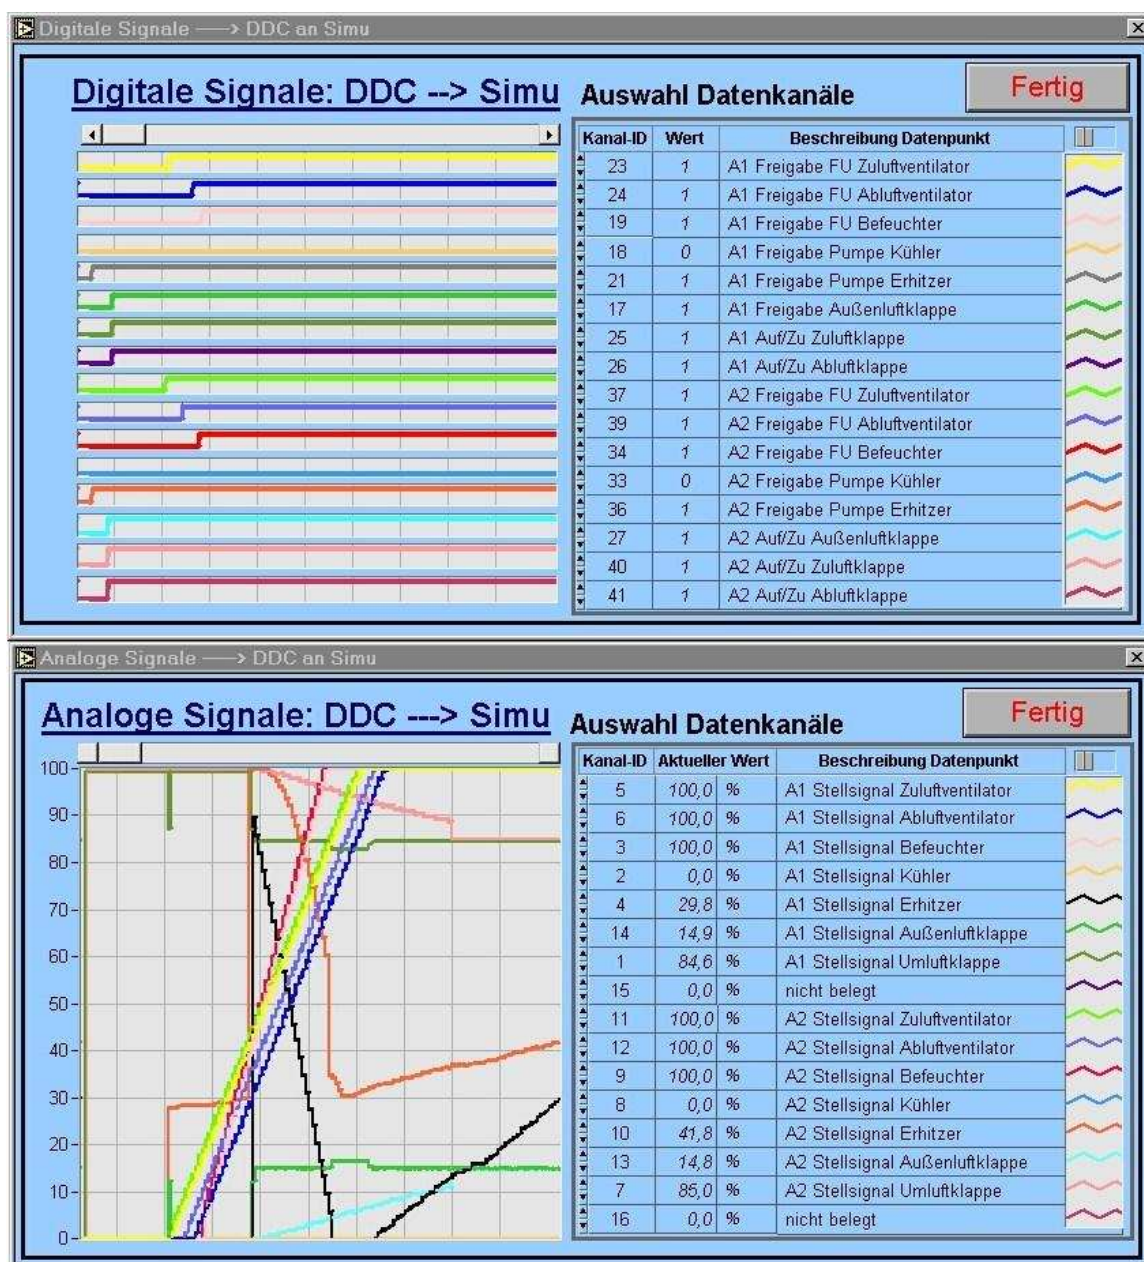 Digitale Signale ----> DDC an Simu
Digitale Signale: DDC --> Simu
Auswahl Datenkanäle
Fertig
Kanal-ID Wert Beschreibung Datenpunkt
23 1 A1 Freigabe FU Zuluftventilator
24 1 A1 Freigabe FU Abluftventilator
19 1 A1 Freigabe FU Befeuchter
18 0 A1 Freigabe Pumpe Kühler
21 1 A1 Freigabe Pumpe Erhitzer
17 1 A1 Freigabe Außenluftklappe
25 1 A1 Auf/Zu Zuluftklappe
26 1 A1 Auf/Zu Abluftklappe
37 1 A2 Freigabe FU Zuluftventilator
39 1 A2 Freigabe FU Abluftventilator
34 1 A2 Freigabe FU Befeuchter
33 0 A2 Freigabe Pumpe Kühler
36 1 A2 Freigabe Pumpe Erhitzer
27 1 A2 Auf/Zu Außenluftklappe
40 1 A2 Auf/Zu Zuluftklappe
41 1 A2 Auf/Zu Abluftklappe
Analoge Signale ----> DDC an Simu
Analoge Signale: DDC ---> Simu
100
90
80
70
60
50
40
30
20
10
0
Auswahl Datenkanäle
Fertig
Kanal-ID Aktueller Wert Beschreibung Datenpunkt
5 100,0 % A1 Stellsignal Zuluftventilator
6 100,0 % A1 Stellsignal Abluftventilator
3 100,0 % A1 Stellsignal Befeuchter
2 0,0 % A1 Stellsignal Kühler
4 29,8 % A1 Stellsignal Erhitzer
14 14,9 % A1 Stellsignal Außenluftklappe
1 84,6 % A1 Stellsignal Umluftklappe
15 0,0 % nicht belegt
11 100,0 % A2 Stellsignal Zuluftventilator
12 100,0 % A2 Stellsignal Abluftventilator
9 100,0 % A2 Stellsignal Befeuchter
8 0,0 % A2 Stellsignal Kühler
10 41,8 % A2 Stellsignal Erhitzer
13 14,8 % A2 Stellsignal Außenluftklappe
7 85,0 % A2 Stellsignal Umluftklappe
16 0,0 % nicht belegt